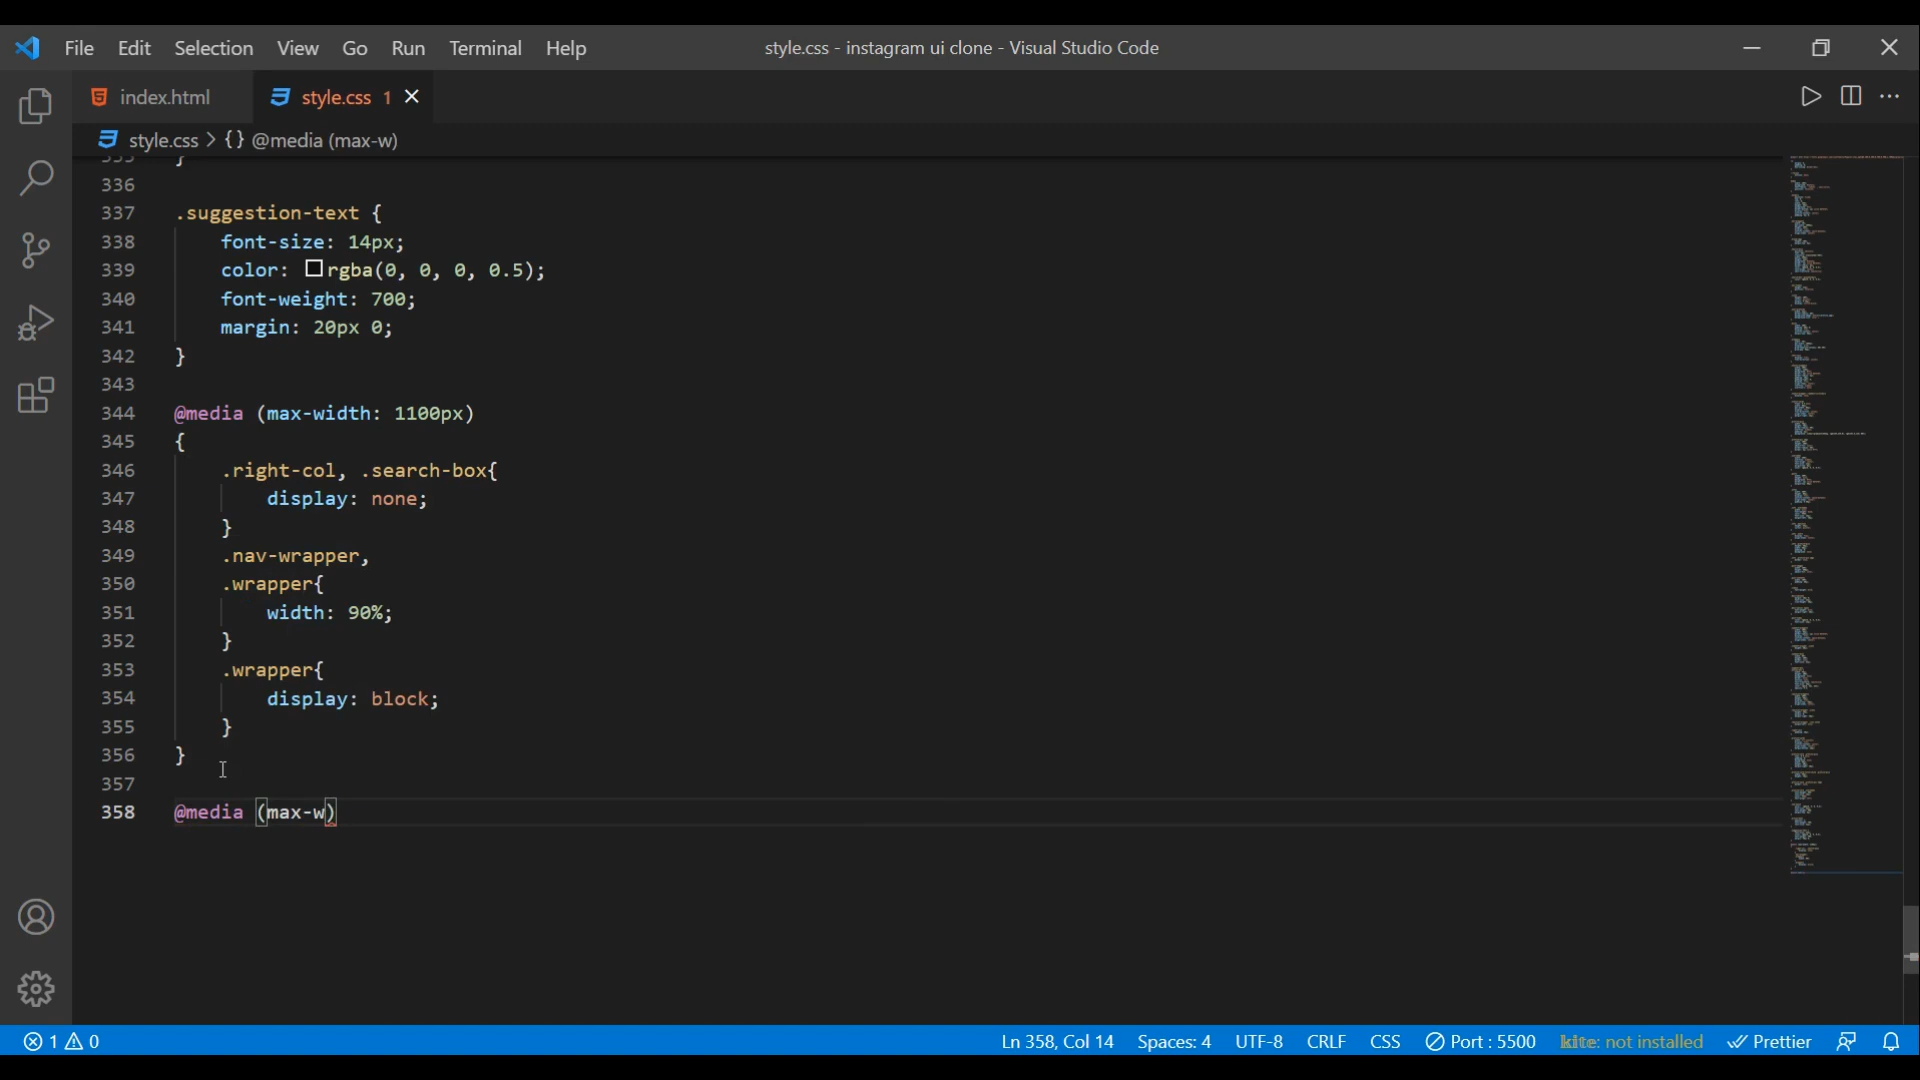 File Edit Selection View Go Run Terminal Help
style.css - instagram ui clone - Visual Studio Code
index.html
style.css 1
style.css > {} @media (max-w)
335 }
336
337 .suggestion-text {
338 font-size: 14px;
339 color: rgba(0, 0, 0, 0.5);
340 font-weight: 700;
341 margin: 20px 0;
342 }
343
344 @media (max-width: 1100px)
345 {
346 .right-col, .search-box{
347 display: none;
348 }
349 .nav-wrapper,
350 .wrapper{
351 width: 90%;
352 }
353 .wrapper{
354 display: block;
355 }
356 }
357
358 @media (max-w)
1 0
Ln 358, Col 14 Spaces: 4 UTF-8 CRLF CSS Port : 5500 kite: not installed Prettier